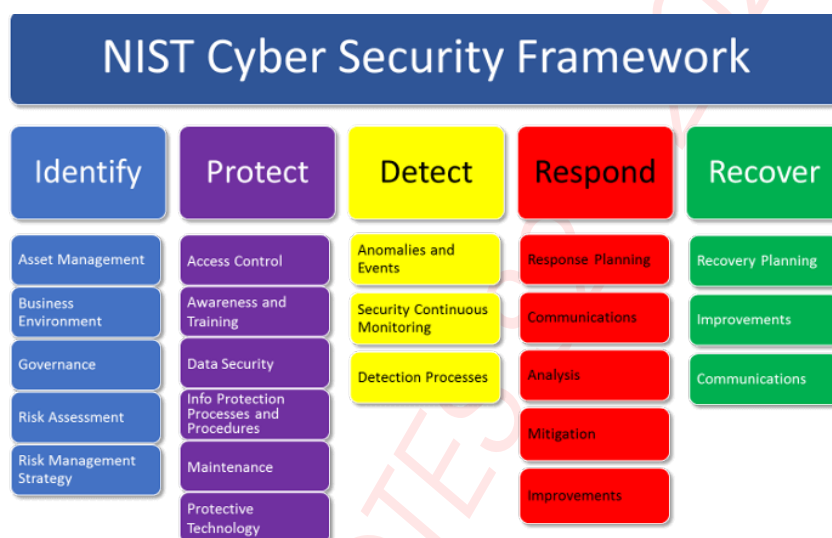 NIST Cyber Security Framework
Identify
Protect
Detect
Respond
Recover
Asset Management
Business
Environment
Governance
Risk Assessment
Risk Management
Strategy
Access Control
Awareness and
Training
Data Security
Info Protection
Processes and
Procedures
Maintenance
Protective
Technology
Anomalies and
Events
Security Continuous
Monitoring
Detection Processes
Response Planning
Communications
Analysis
Mitigation
Improvements
Recovery Planning
Improvements
Communications